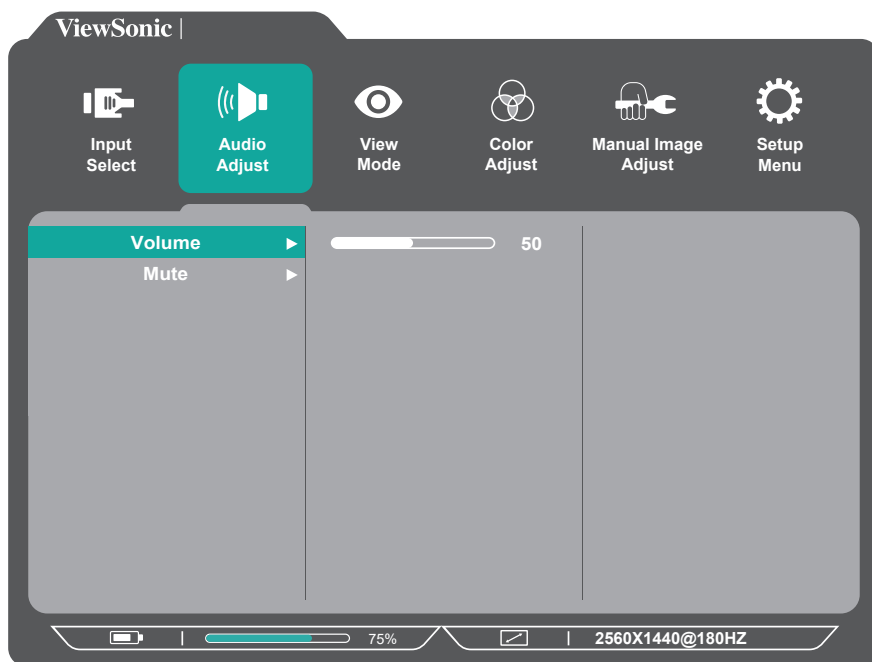 ViewSonic
Input Select
Audio Adjust
View Mode
Color Adjust
Manual Image Adjust
Setup Menu
Volume
50
Mute
75%
2560X1440@180HZ